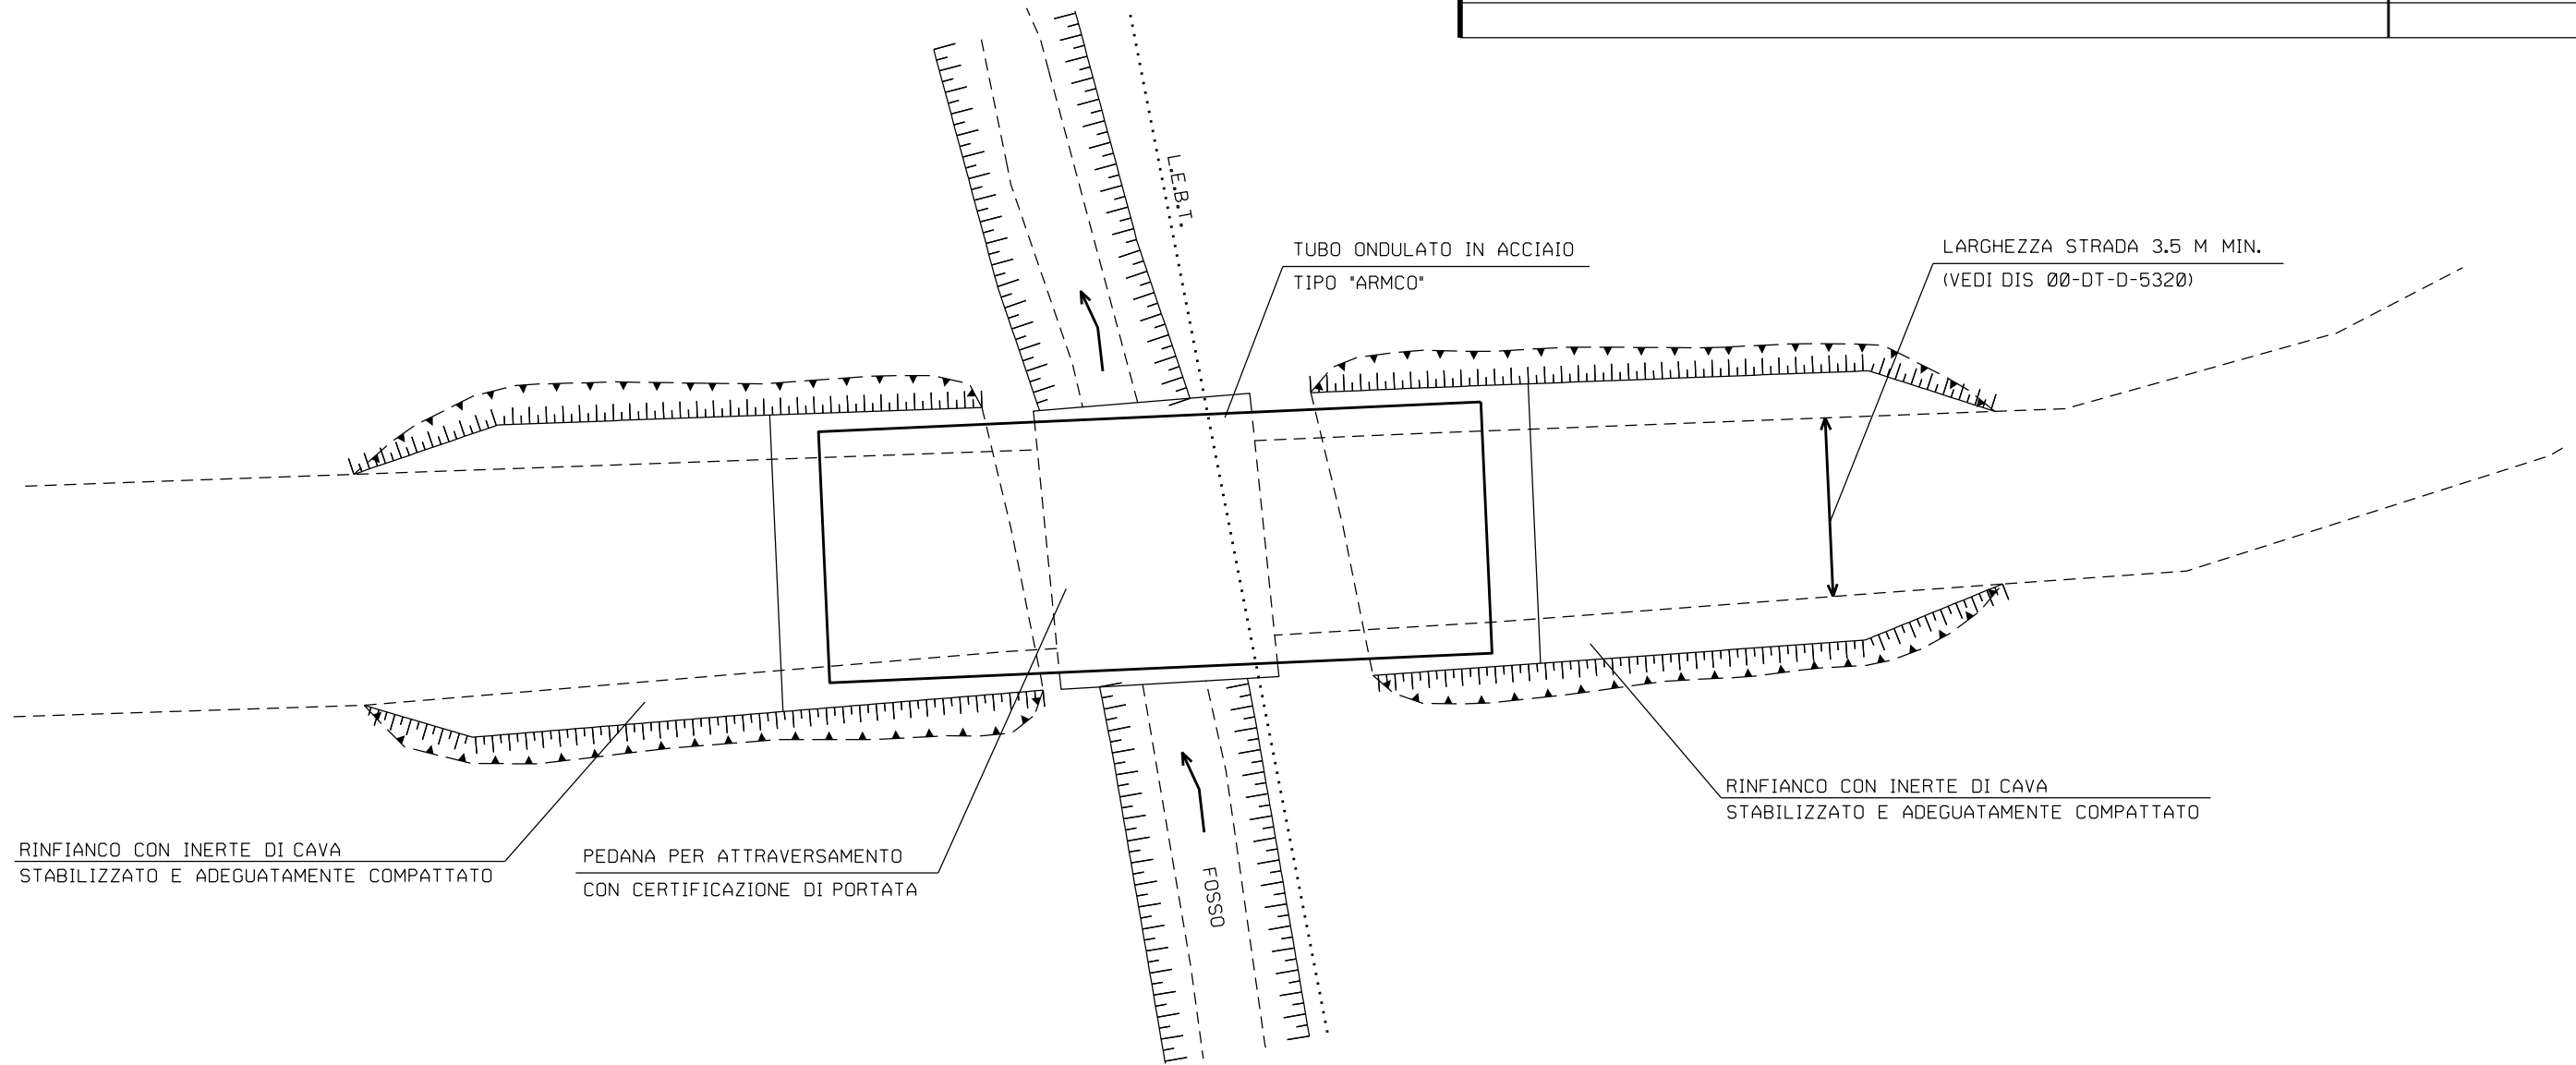 L.E.B.T.
TUBO ONDULATO IN ACCIAIO
TIPO "ARMCO"
LARGHEZZA STRADA 3.5 M MIN.
(VEDI DIS 00-DT-D-5320)
RINFIANCO CON INERTE DI CAVA
STABILIZZATO E ADEGUATAMENTE COMPATTATO
PEDANA PER ATTRAVERSAMENTO
CON CERTIFICAZIONE DI PORTATA
FOSSO
RINFIANCO CON INERTE DI CAVA
STABILIZZATO E ADEGUATAMENTE COMPATTATO